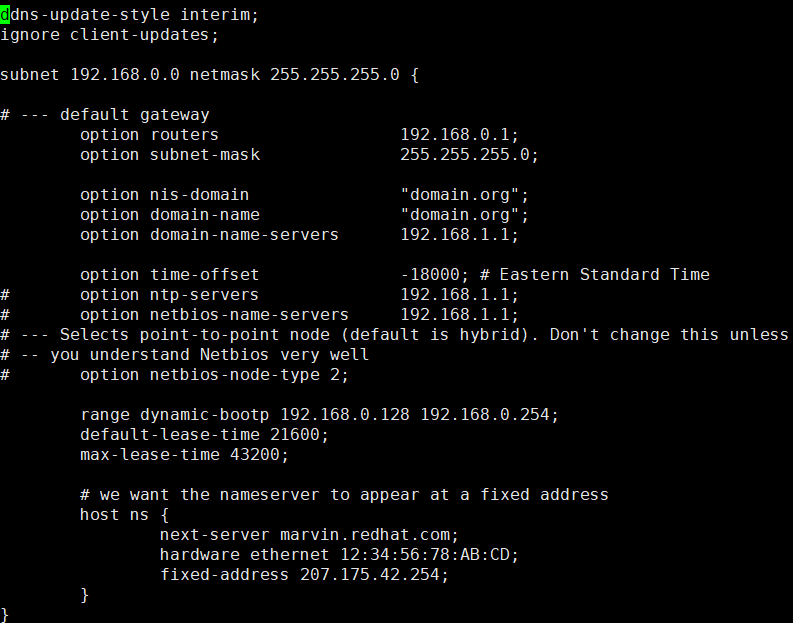 ddns-update-style interim;
ignore client-updates;
subnet 192.168.0.0 netmask 255.255.255.0 {
# --- default gateway
        option routers                  192.168.0.1;
        option subnet-mask              255.255.255.0;
        option nis-domain               "domain.org";
        option domain-name              "domain.org";
        option domain-name-servers      192.168.1.1;
        option time-offset              -18000; # Eastern Standard Time
#       option ntp-servers              192.168.1.1;
#       option netbios-name-servers     192.168.1.1;
# --- Selects point-to-point node (default is hybrid). Don't change this unless
# -- you understand Netbios very well
#       option netbios-node-type 2;
        range dynamic-bootp 192.168.0.128 192.168.0.254;
        default-lease-time 21600;
        max-lease-time 43200;
        # we want the nameserver to appear at a fixed address
        host ns {
                next-server marvin.redhat.com;
                hardware ethernet 12:34:56:78:AB:CD;
                fixed-address 207.175.42.254;
        }
}